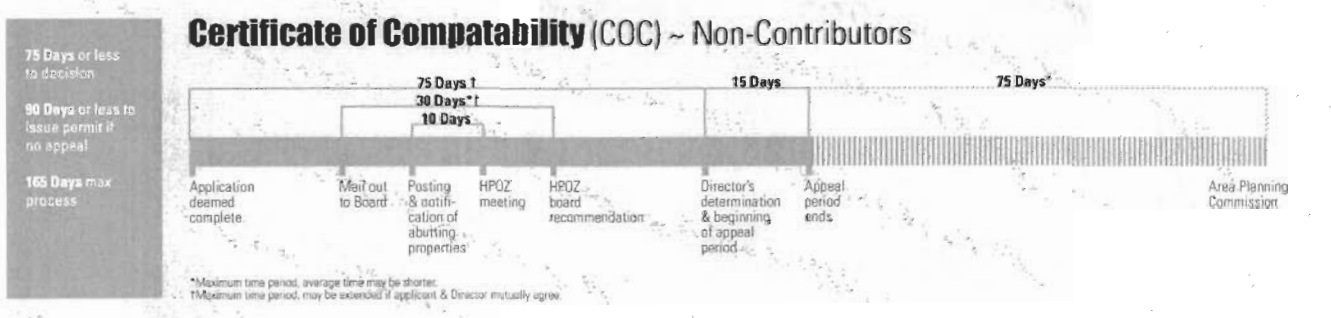 Certificate of Compatability (COC) ~ Non-Contributors
75 Days or less
to decision
90 Days or less to
issue permit if
no appeal
165 Days max
process
75 Days †
15 Days
75 Days*
30 Days*†
10 Days
Application
deemed
complete
Mail out
to Board
Posting
& notifi-
cation of
abutting
properties
HPOZ
meeting
HPOZ
board
recommendation
Director's
determination
& beginning
of appeal
period
Appeal
period
ends
Area Planning
Commission
*Maximum time period, average time may be shorter.
†Maximum time period, may be extended if applicant & Director mutually agree.